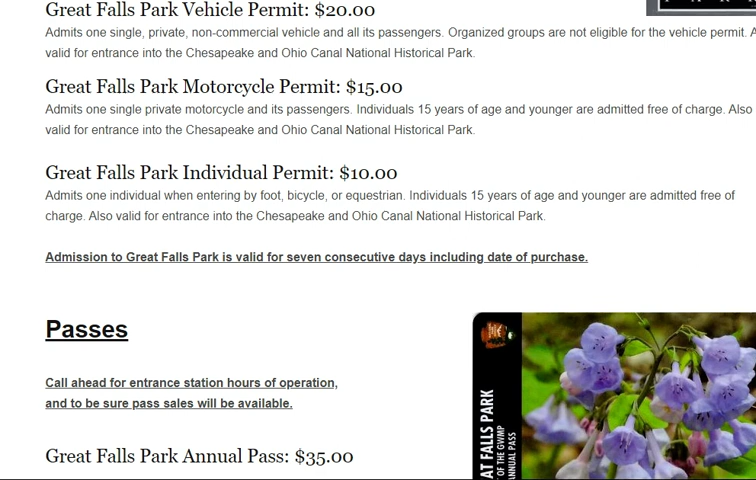 Great Falls Park Vehicle Permit: $20.00
Admits one single, private, non-commercial vehicle and all its passengers. Organized groups are not eligible for the vehicle permit.
valid for entrance into the Chesapeake and Ohio Canal National Historical Park.
Great Falls Park Motorcycle Permit: $15.00
Admits one single private motorcycle and its passengers. Individuals 15 years of age and younger are admitted free of charge. Also
valid for entrance into the Chesapeake and Ohio Canal National Historical Park.
Great Falls Park Individual Permit: $10.00
Admits one individual when entering by foot, bicycle, or equestrian. Individuals 15 years of age and younger are admitted free of
charge. Also valid for entrance into the Chesapeake and Ohio Canal National Historical Park.
Admission to Great Falls Park is valid for seven consecutive days including date of purchase.
Passes
Call ahead for entrance station hours of operation,
and to be sure pass sales will be available.
Great Falls Park Annual Pass: $35.00
AT FALLS PARK
OF THE GWMP
ANNUAL PASS